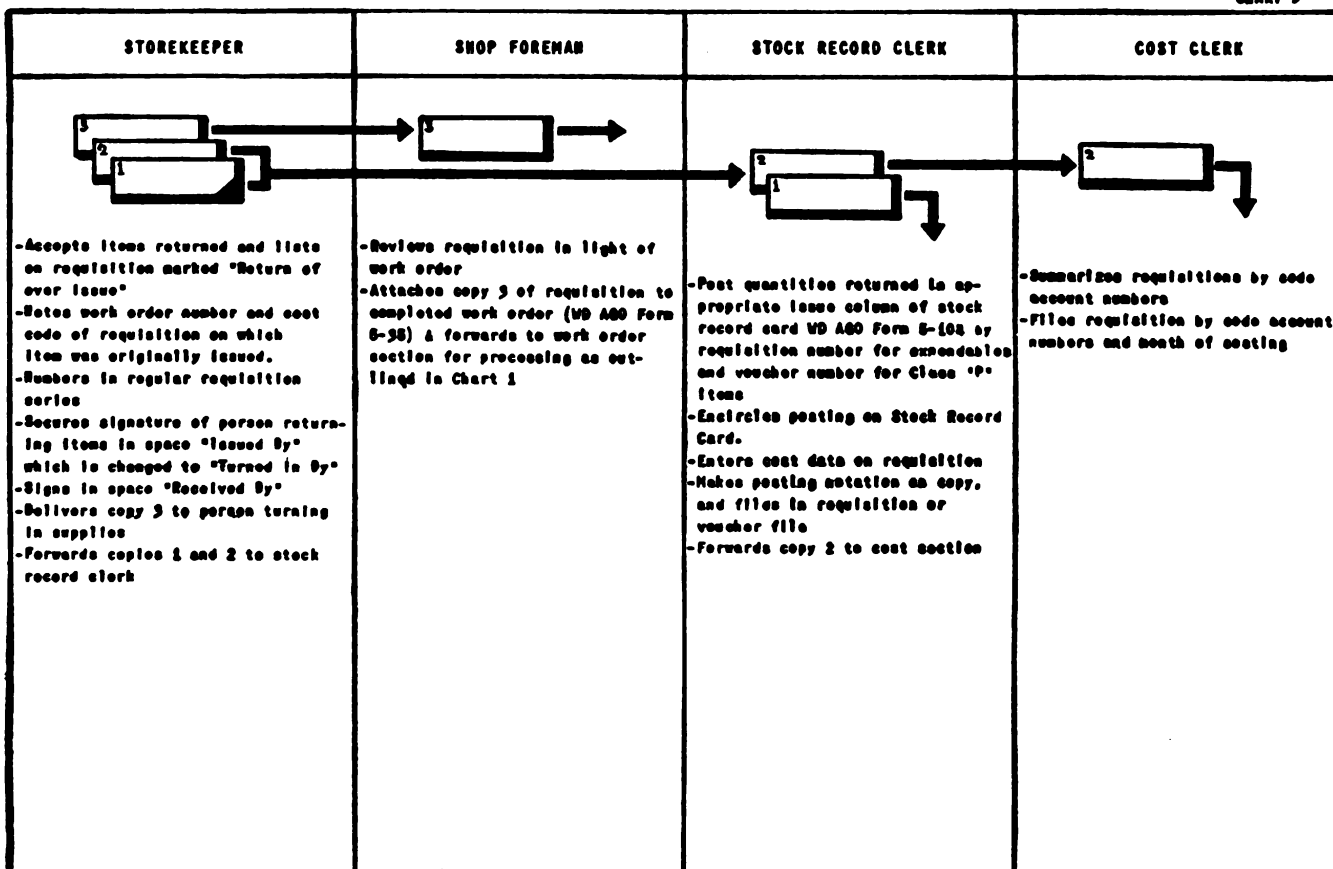 STOREKEEPER
SHOP FOREMAN
STOCK RECORD CLERK
COST CLERK
3
2
1
3
2
1
2
-Accepts items returned and lists
on requisition marked "Return of
over issue"
-Notes work order number and cost
code of requisition on which
item was originally issued.
-Numbers in regular requisition
series
-Secures signature of person return-
ing items in space "Issued By"
which is changed to "Turned in By"
-Signs in space "Received By"
-Delivers copy 3 to person turning
in supplies
-Forwards copies 1 and 2 to stock
record clerk
-Reviews requisition in light of
work order
-Attaches copy 3 of requisition to
completed work order (WD AGO Form
5-38) & forwards to work order
section for processing as out-
lined in Chart 1
-Post quantities returned in ap-
propriate issue column of stock
record card WD AGO Form by
requisition number for expendables
and voucher number for Class "P"
items
-Encircles posting on Stock Record
Card.
-Enters cost data on requisition
-Makes posting notation on copy,
and files in requisition or
voucher file
-Forwards copy 2 to cost section
-Summarizes requisitions by code
account numbers
-Files requisition by code account
numbers and month of costing